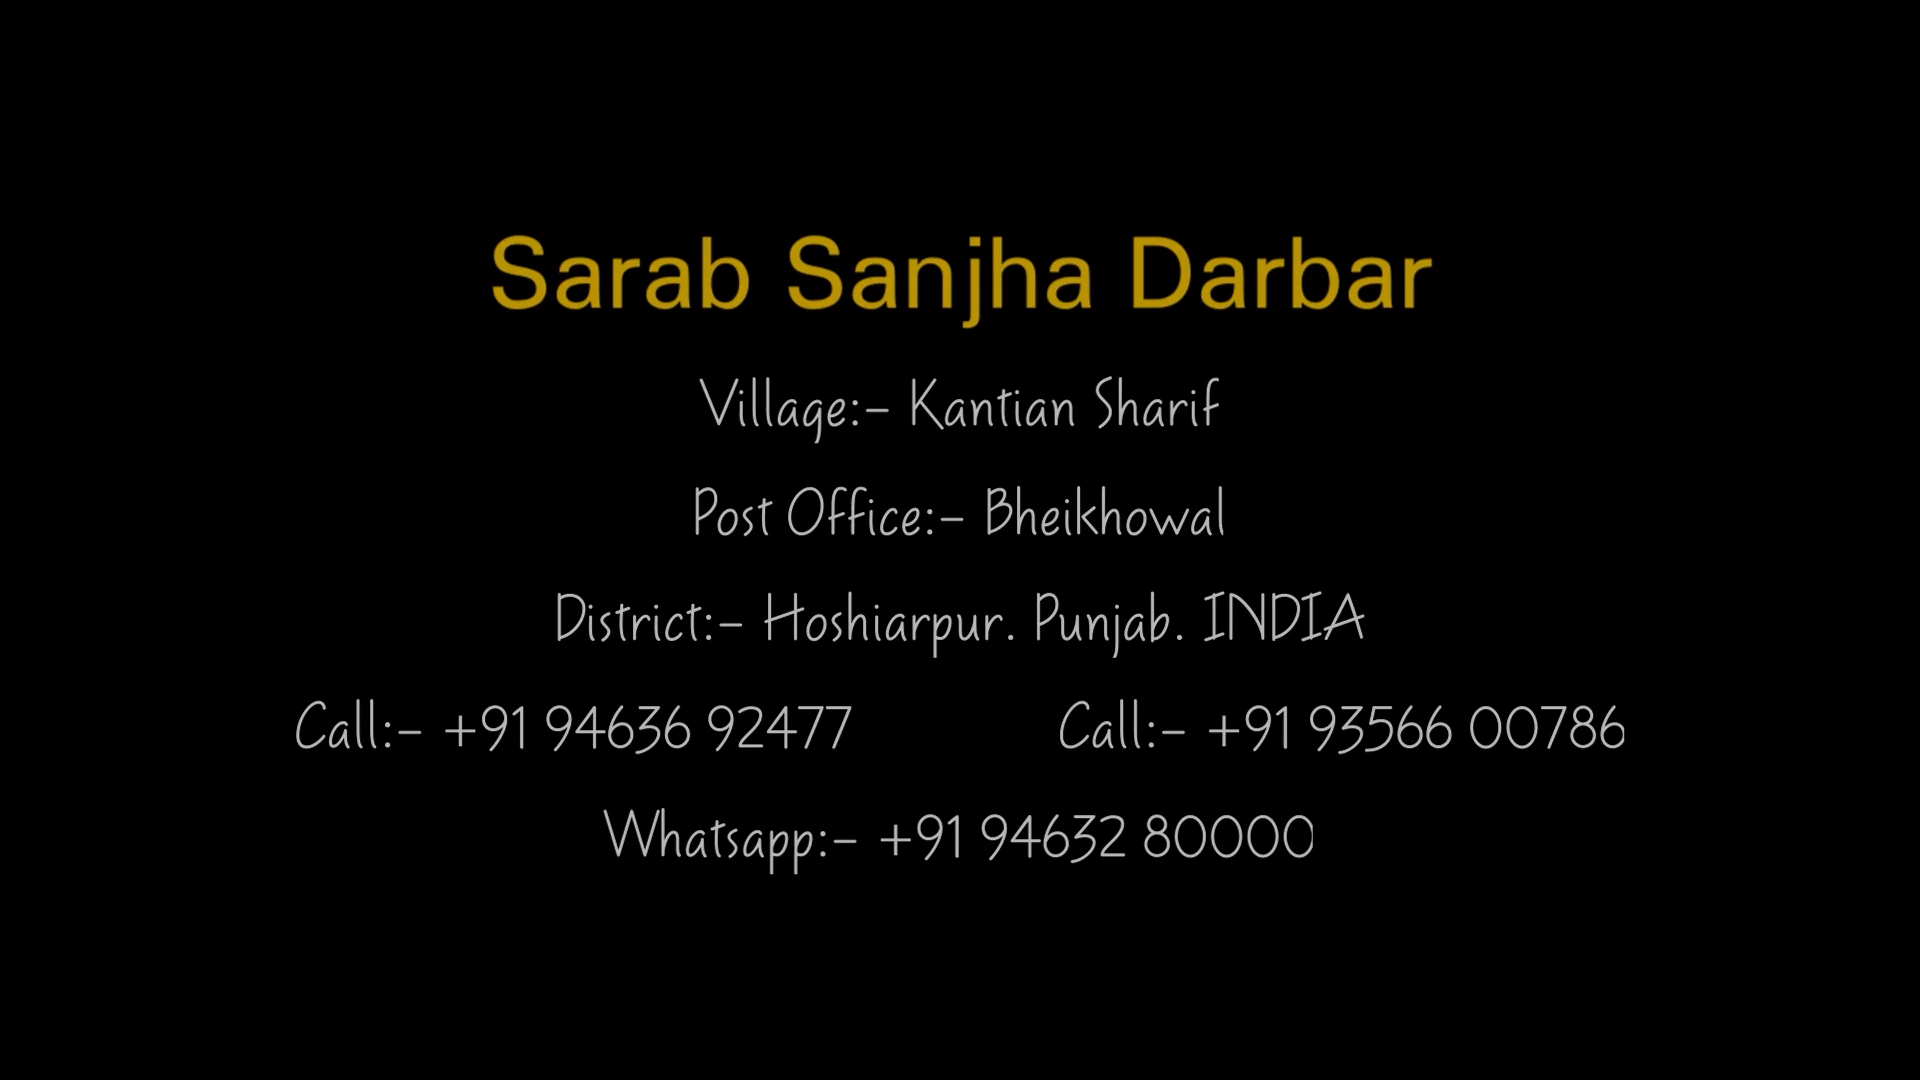 Sarab Sanjha Darbar
Village:- Kantian Sharif
Post Office:- Bheikhowal
District:- Hoshiarpur. Punjab. INDIA
Call:- +91 94636 92477 Call:- +91 93566 00786
Whatsapp:- +91 94632 80000